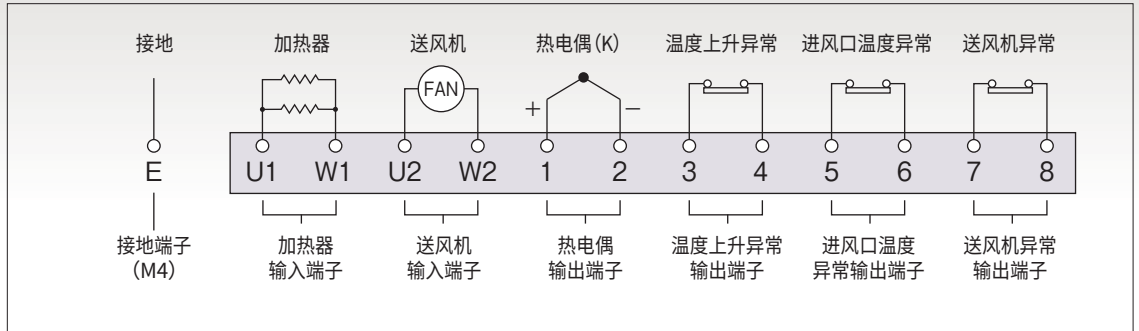 接地 加热器 送风机 热电偶(K) 温度上升异常 进风口温度异常 送风机异常
FAN
+ −
E U1 W1 U2 W2 1 2 3 4 5 6 7 8
接地端子 加热器 送风机 热电偶 温度上升异常 进风口温度 送风机异常
(M4) 输入端子 输入端子 输出端子 输出端子 异常输出端子 输出端子